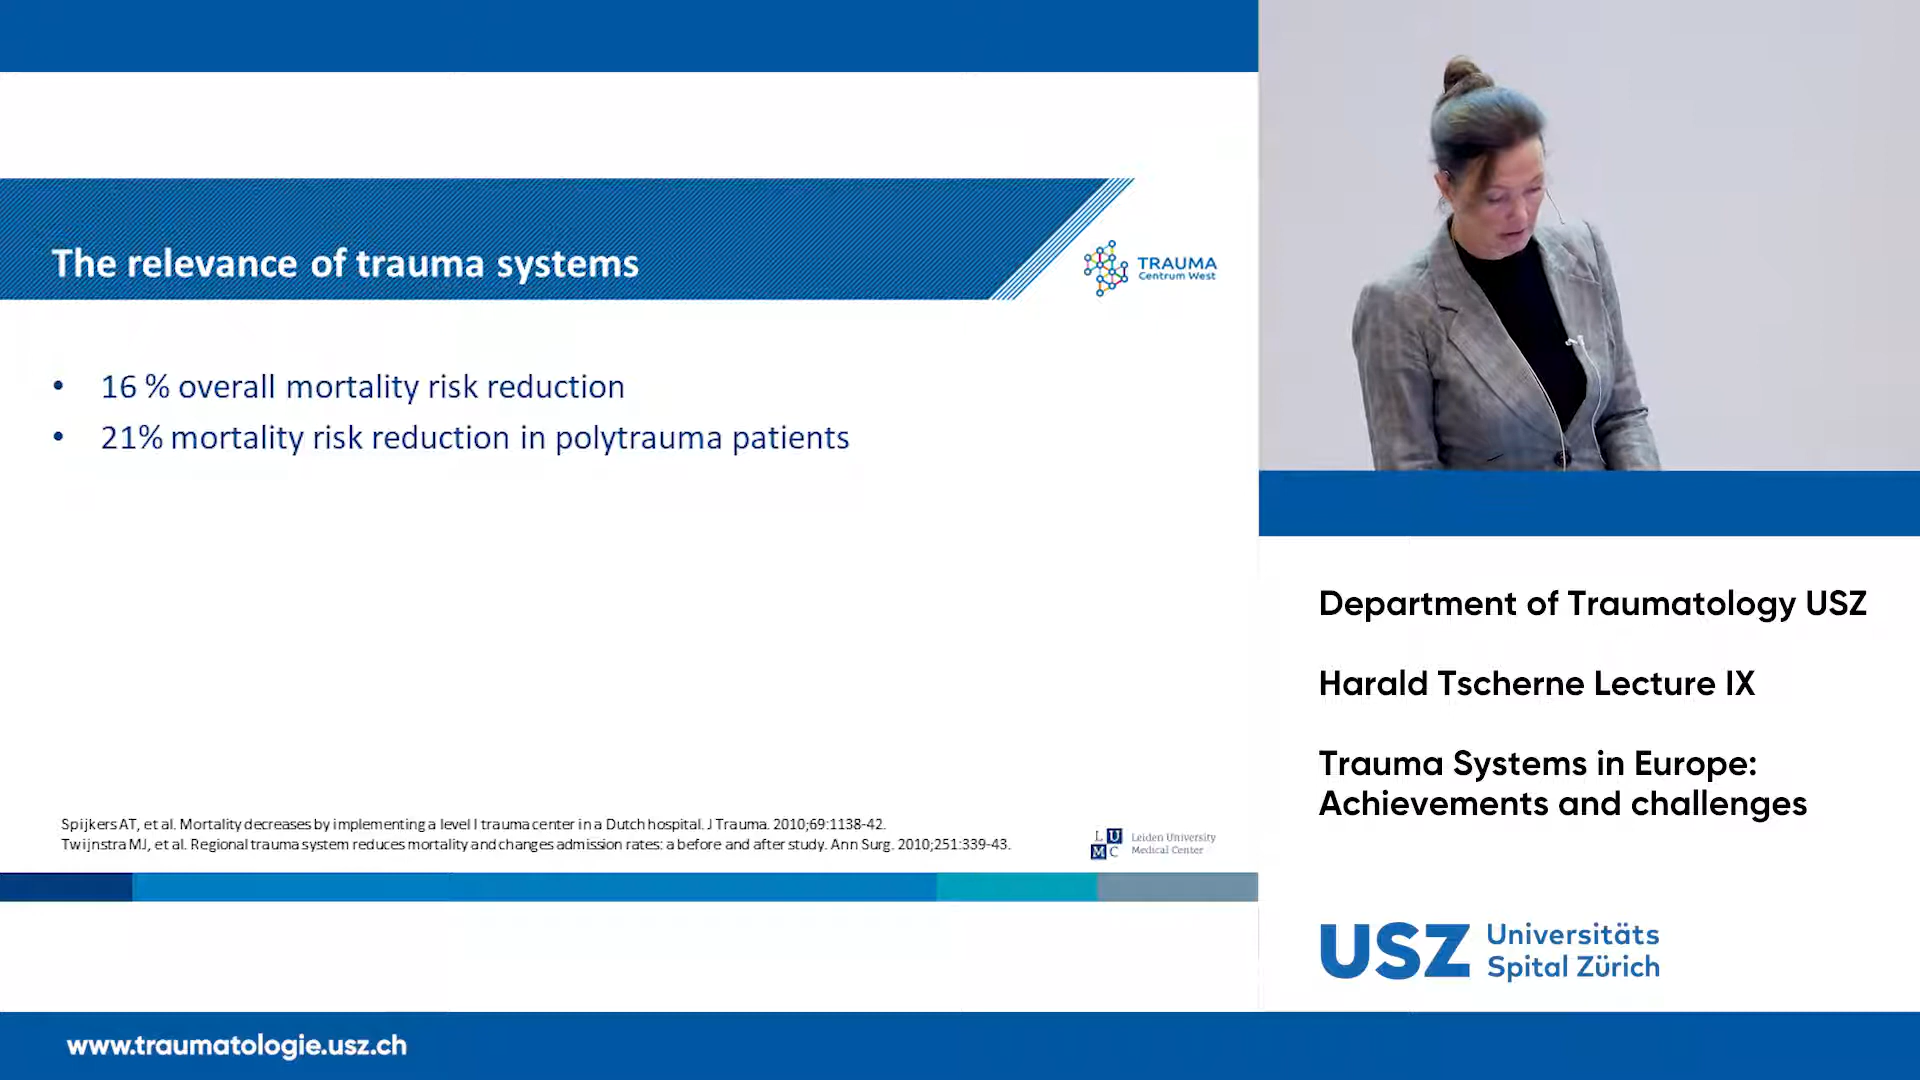 The relevance of trauma systems
TRAUMA
Centrum West
• 16 % overall mortality risk reduction
• 21% mortality risk reduction in polytrauma patients
Spijkers AT, et al. Mortality decreases by implementing a level I trauma center in a Dutch hospital. J Trauma. 2010;69:1138-42.
Twijnstra MJ, et al. Regional trauma system reduces mortality and changes admission rates: a before and after study. Ann Surg. 2010;251:339-43.
L U
M C
Leiden University
Medical Center
Department of Traumatology USZ
Harald Tscherne Lecture IX
Trauma Systems in Europe:
Achievements and challenges
USZ Universitäts
Spital Zürich
www.traumatologie.usz.ch